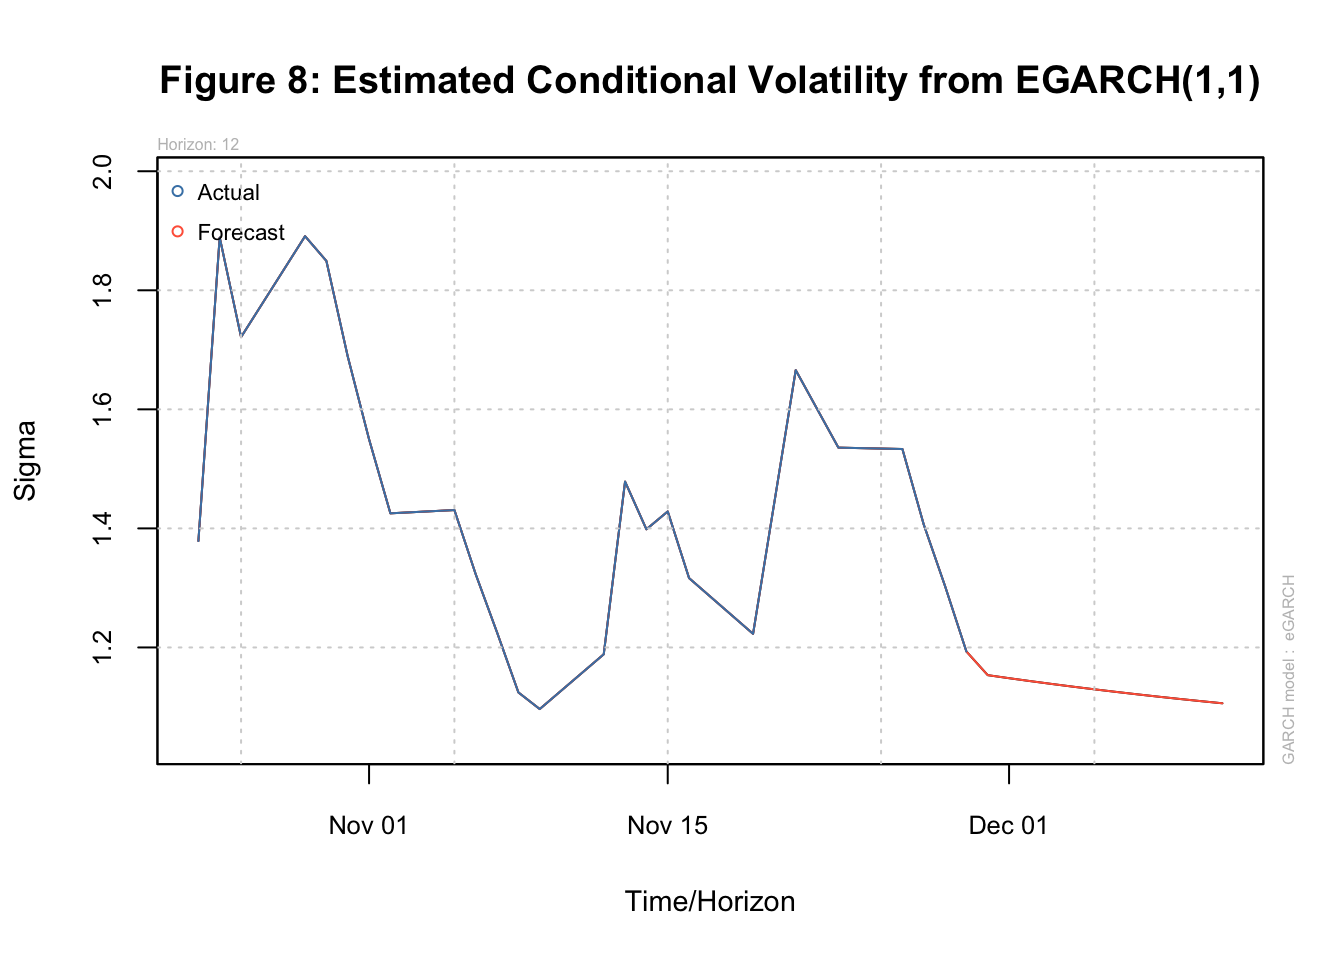 Figure 8: Estimated Conditional Volatility from EGARCH(1,1)
Horizon: 12
Actual
Forecast
2.0
1.8
1.6
1.4
1.2
Sigma
GARCH model : eGARCH
Nov 01
Nov 15
Dec 01
Time/Horizon